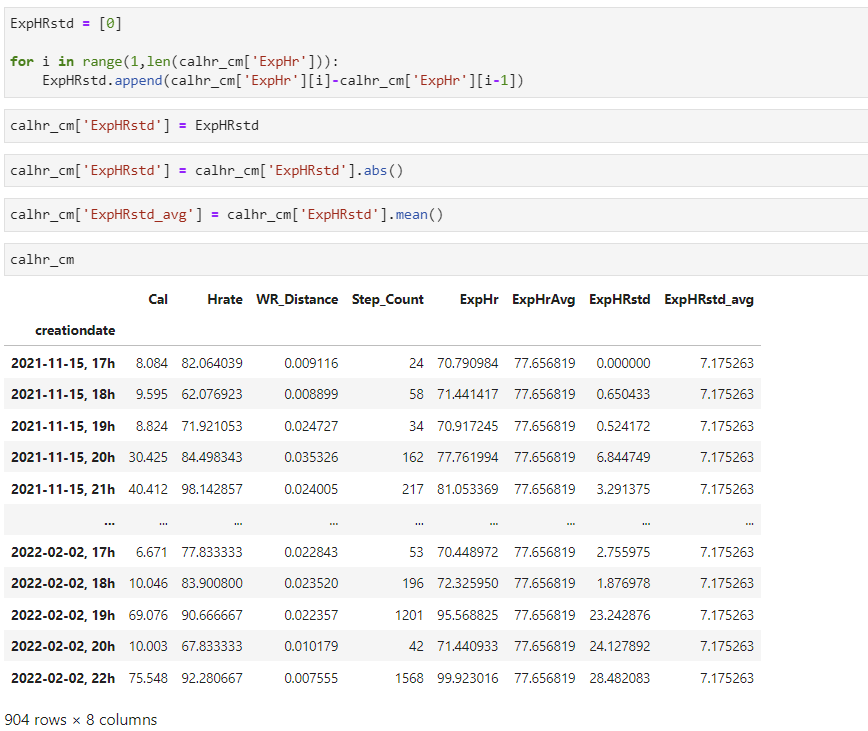 ExpHRstd = [0]
for i in range(1,len(calhr_cm['ExpHr'])):
    ExpHRstd.append(calhr_cm['ExpHr'][i]-calhr_cm['ExpHr'][i-1])
calhr_cm['ExpHRstd'] = ExpHRstd
calhr_cm['ExpHRstd'] = calhr_cm['ExpHRstd'].abs()
calhr_cm['ExpHRstd_avg'] = calhr_cm['ExpHRstd'].mean()
calhr_cm
Cal Hrate WR_Distance Step_Count ExpHr ExpHrAvg ExpHRstd ExpHRstd_avg
creationdate
2021-11-15, 17h 8.084 82.064039 0.009116 24 70.790984 77.656819 0.000000 7.175263
2021-11-15, 18h 9.595 62.076923 0.008899 58 71.441417 77.656819 0.650433 7.175263
2021-11-15, 19h 8.824 71.921053 0.024727 34 70.917245 77.656819 0.524172 7.175263
2021-11-15, 20h 30.425 84.498343 0.035326 162 77.761994 77.656819 6.844749 7.175263
2021-11-15, 21h 40.412 98.142857 0.024005 217 81.053369 77.656819 3.291375 7.175263
... ... ... ... ... ... ... ... ...
2022-02-02, 17h 6.671 77.833333 0.022843 53 70.448972 77.656819 2.755975 7.175263
2022-02-02, 18h 10.046 83.900800 0.023520 196 72.325950 77.656819 1.876978 7.175263
2022-02-02, 19h 69.076 90.666667 0.022357 1201 95.568825 77.656819 23.242876 7.175263
2022-02-02, 20h 10.003 67.833333 0.010179 42 71.440933 77.656819 24.127892 7.175263
2022-02-02, 22h 75.548 92.280667 0.007555 1568 99.923016 77.656819 28.482083 7.175263
904 rows × 8 columns